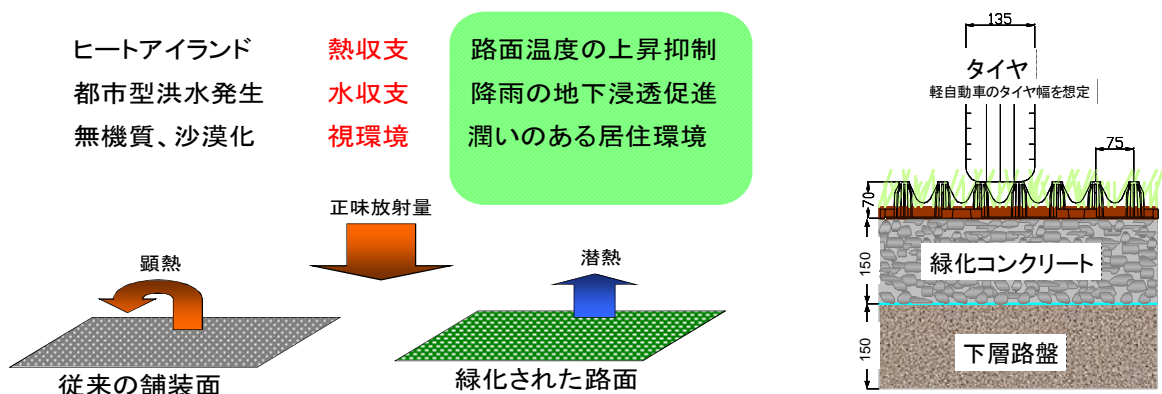 ヒートアイランド 熱収支 路面温度の上昇抑制
都市型洪水発生 水収支 降雨の地下浸透促進
無機質、沙漠化 視環境 潤いのある居住環境
正味放射量
顕熱
潜熱
従来の舗装面
緑化された路面
135
タイヤ
軽自動車のタイヤ幅を想定
75
70
150
緑化コンクリート
150
下層路盤